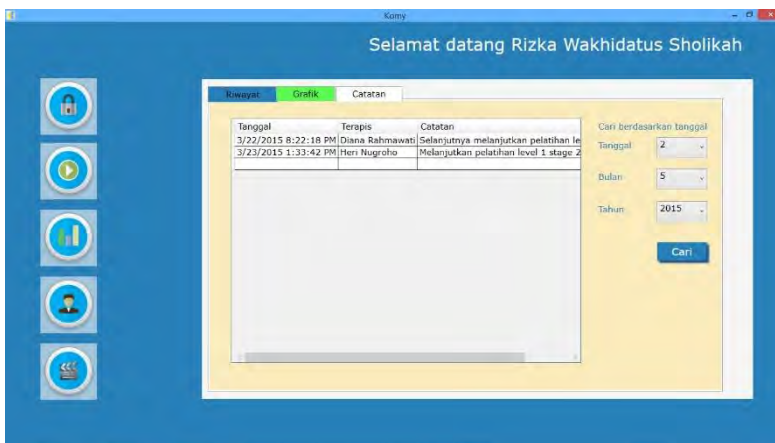 Komy
Selamat datang Rizka Wakhidatus Sholikah
Riwayat Grafik Catatan
Tanggal Terapis Catatan
3/22/2015 8:22:18 PM Diana Rahmawati Selanjutnya melanjutkan pelatihan le
3/23/2015 1:33:42 PM Heri Nugroho Melanjutkan pelatihan level 1 stage 2
Cari berdasarkan tanggal
Tanggal 2
Bulan 5
Tahun 2015
Cari